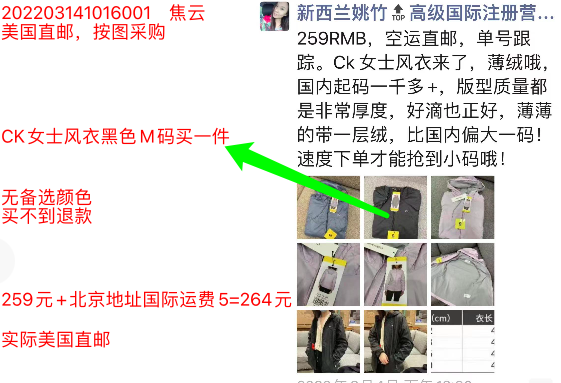 202203141016001 焦云
美国直邮，按图采购
CK女士风衣黑色M码买一件
无备选颜色
买不到退款
259元+北京地址国际运费5=264元
实际美国直邮
新西兰姚竹TOP高级国际注册营…
259RMB，空运直邮，单号跟
踪。Ck女士风衣来了，薄绒哦，
国内起码一千多+，版型质量都
是非常厚度，好滴也正好，薄薄
的带一层绒，比国内偏大一码！
速度下单才能抢到小码哦！
(cm) 衣长